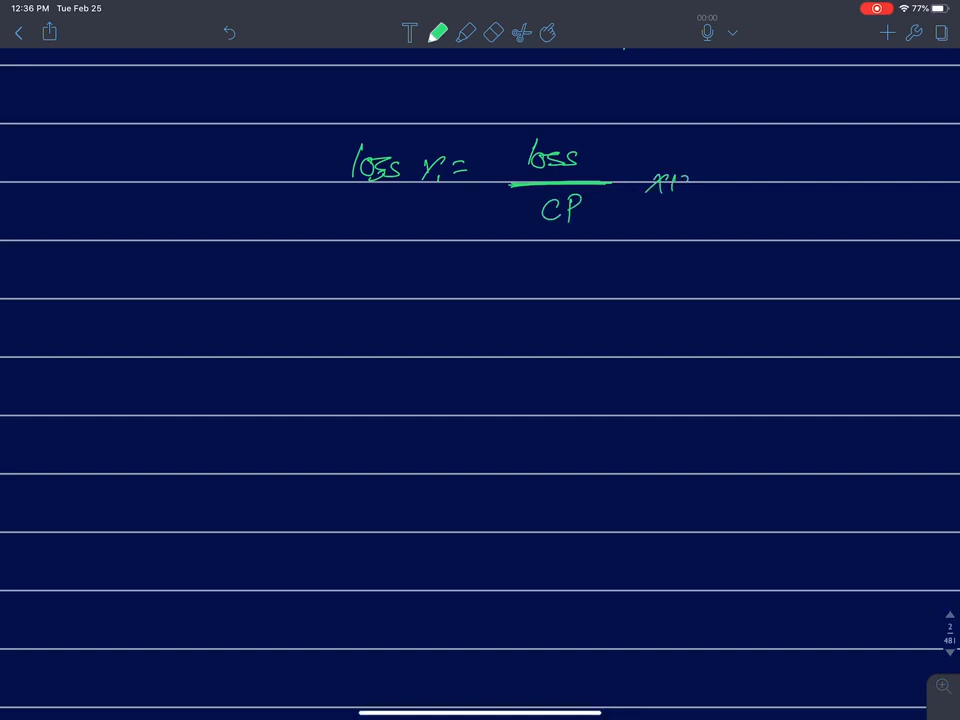 12:36 PM Tue Feb 25
77%
00:00
T
loss % = loss
CP
2
481